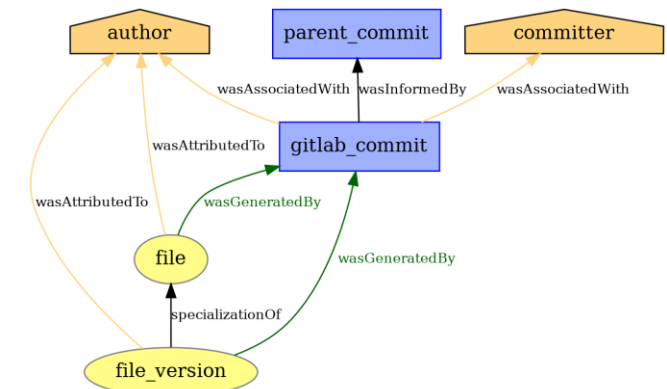 author
parent_commit
committer
wasAssociatedWith
wasInformedBy
wasAssociatedWith
wasAttributedTo
gitlab_commit
wasAttributedTo
wasGeneratedBy
file
wasGeneratedBy
specializationOf
file_version